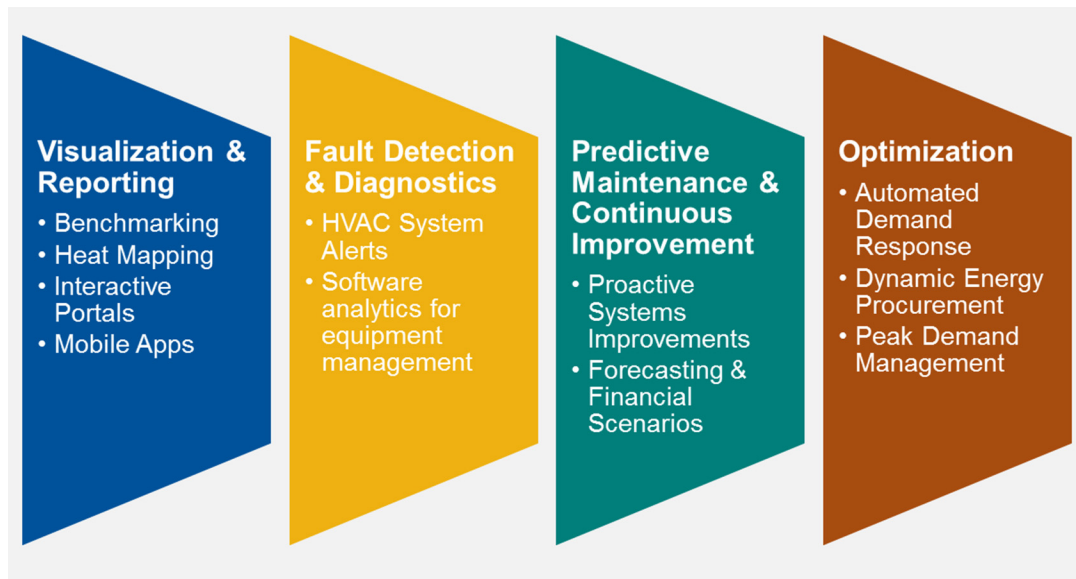 Visualization &
Reporting
• Benchmarking
• Heat Mapping
• Interactive
Portals
• Mobile Apps
Fault Detection
& Diagnostics
• HVAC System
Alerts
• Software
analytics for
equipment
management
Predictive
Maintenance &
Continuous
Improvement
• Proactive
Systems
Improvements
• Forecasting &
Financial
Scenarios
Optimization
• Automated
Demand
Response
• Dynamic Energy
Procurement
• Peak Demand
Management